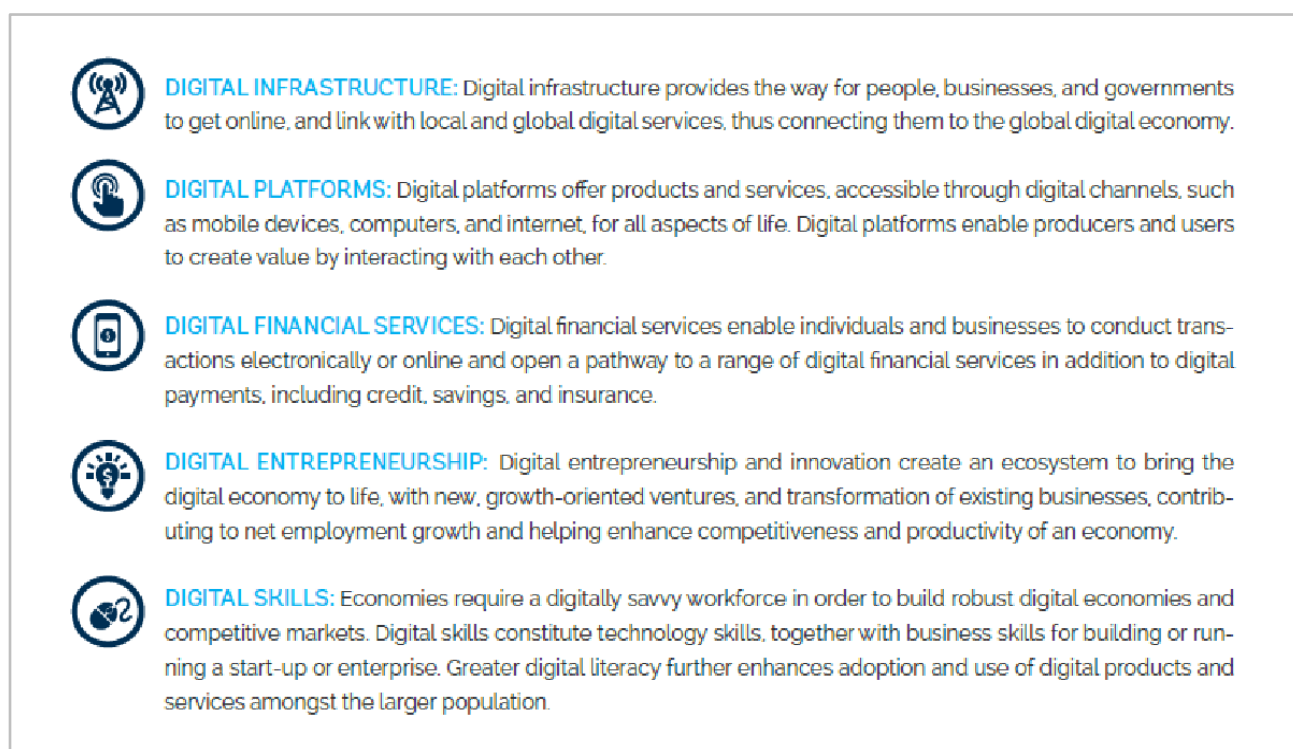 DIGITAL INFRASTRUCTURE: Digital infrastructure provides the way for people, businesses, and governments
to get online, and link with local and global digital services, thus connecting them to the global digital economy.
DIGITAL PLATFORMS: Digital platforms offer products and services, accessible through digital channels, such
as mobile devices, computers, and internet, for all aspects of life. Digital platforms enable producers and users
to create value by interacting with each other.
DIGITAL FINANCIAL SERVICES: Digital financial services enable individuals and businesses to conduct trans-
actions electronically or online and open a pathway to a range of digital financial services in addition to digital
payments, including credit, savings, and insurance.
DIGITAL ENTREPRENEURSHIP: Digital entrepreneurship and innovation create an ecosystem to bring the
digital economy to life, with new, growth-oriented ventures, and transformation of existing businesses, contrib-
uting to net employment growth and helping enhance competitiveness and productivity of an economy.
DIGITAL SKILLS: Economies require a digitally savvy workforce in order to build robust digital economies and
competitive markets. Digital skills constitute technology skills, together with business skills for building or run-
ning a start-up or enterprise. Greater digital literacy further enhances adoption and use of digital products and
services amongst the larger population.